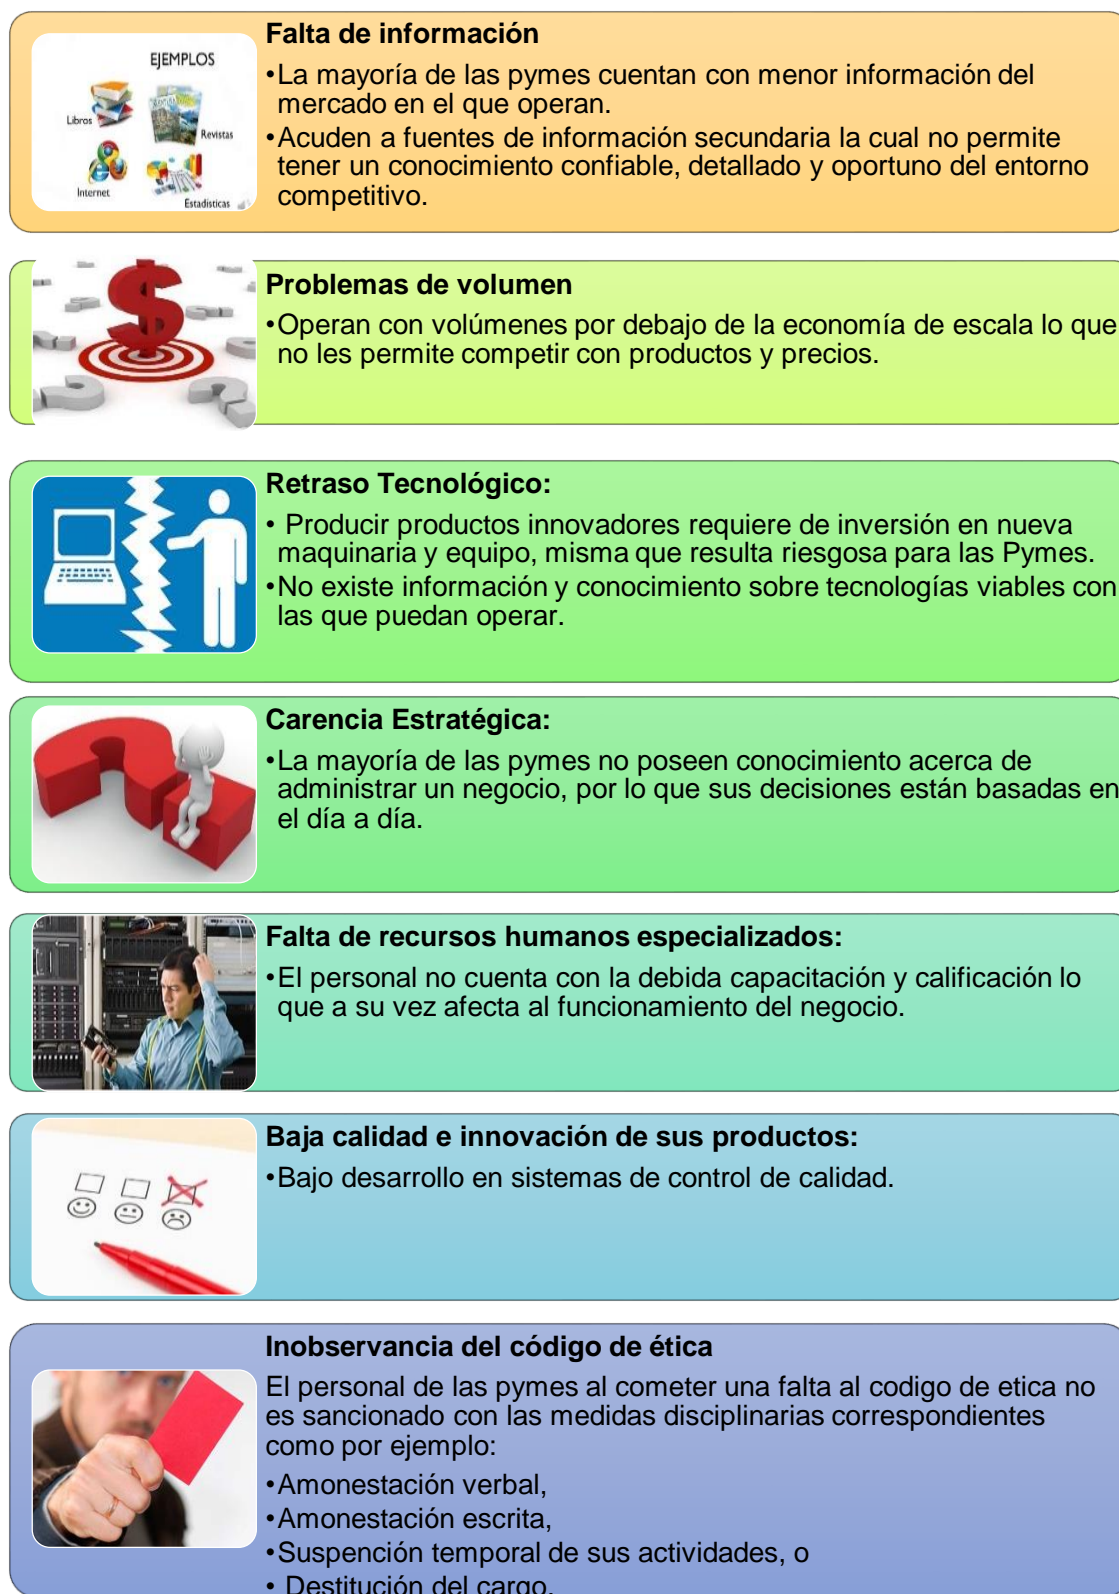 EJEMPLOS
Libros
Revistas
Internet
Estadísticas
Falta de información
•La mayoría de las pymes cuentan con menor información del
mercado en el que operan.
•Acuden a fuentes de información secundaria la cual no permite
tener un conocimiento confiable, detallado y oportuno del entorno
competitivo.
Problemas de volumen
•Operan con volúmenes por debajo de la economía de escala lo que
no les permite competir con productos y precios.
Retraso Tecnológico:
• Producir productos innovadores requiere de inversión en nueva
maquinaria y equipo, misma que resulta riesgosa para las Pymes.
•No existe información y conocimiento sobre tecnologías viables con
las que puedan operar.
Carencia Estratégica:
•La mayoría de las pymes no poseen conocimiento acerca de
administrar un negocio, por lo que sus decisiones están basadas en
el día a día.
Falta de recursos humanos especializados:
•El personal no cuenta con la debida capacitación y calificación lo
que a su vez afecta al funcionamiento del negocio.
Baja calidad e innovación de sus productos:
•Bajo desarrollo en sistemas de control de calidad.
Inobservancia del código de ética
El personal de las pymes al cometer una falta al codigo de etica no
es sancionado con las medidas disciplinarias correspondientes
como por ejemplo:
•Amonestación verbal,
•Amonestación escrita,
•Suspención temporal de sus actividades, o
• Destitución del cargo.